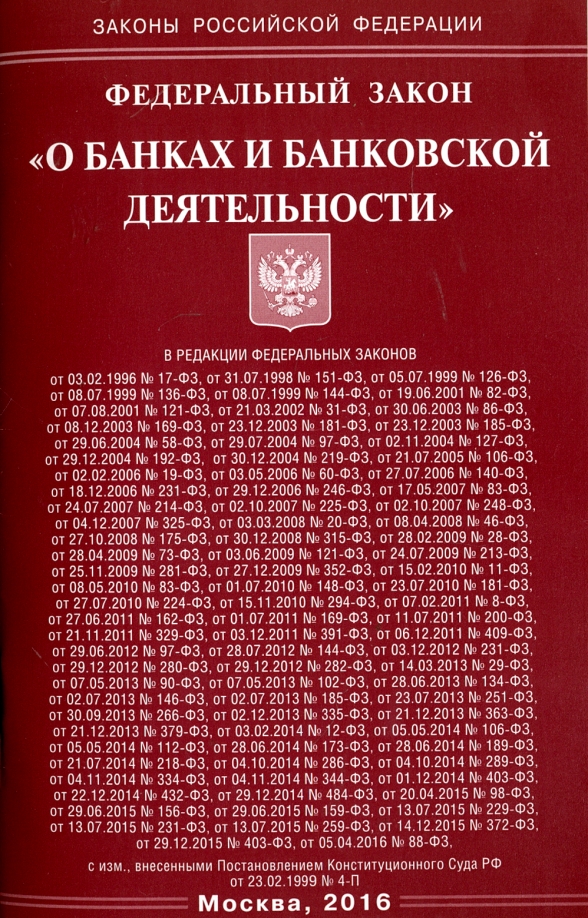 ЗАКОНЫ РОССИЙСКОЙ ФЕДЕРАЦИИ
ФЕДЕРАЛЬНЫЙ ЗАКОН
«О БАНКАХ И БАНКОВСКОЙ
ДЕЯТЕЛЬНОСТИ»
В РЕДАКЦИИ ФЕДЕРАЛЬНЫХ ЗАКОНОВ
от 03.02.1996 № 17-ФЗ, от 31.07.1998 № 151-ФЗ, от 05.07.1999 № 126-ФЗ,
от 08.07.1999 № 136-ФЗ, от 08.07.1999 № 144-ФЗ, от 19.06.2001 № 82-ФЗ,
от 07.08.2001 № 121-ФЗ, от 21.03.2002 № 31-ФЗ, от 30.06.2003 № 86-ФЗ,
от 08.12.2003 № 169-ФЗ, от 23.12.2003 № 181-ФЗ, от 23.12.2003 № 185-ФЗ,
от 29.06.2004 № 58-ФЗ, от 29.07.2004 № 97-ФЗ, от 02.11.2004 № 127-ФЗ,
от 29.12.2004 № 192-ФЗ, от 30.12.2004 № 219-ФЗ, от 21.07.2005 № 106-ФЗ,
от 02.02.2006 № 19-ФЗ, от 03.05.2006 № 60-ФЗ, от 27.07.2006 № 140-ФЗ,
от 18.12.2006 № 231-ФЗ, от 29.12.2006 № 246-ФЗ, от 17.05.2007 № 83-ФЗ,
от 24.07.2007 № 214-ФЗ, от 02.10.2007 № 225-ФЗ, от 02.10.2007 № 248-ФЗ,
от 04.12.2007 № 325-ФЗ, от 03.03.2008 № 20-ФЗ, от 08.04.2008 № 46-ФЗ,
от 27.10.2008 № 175-ФЗ, от 30.12.2008 № 315-ФЗ, от 28.02.2009 № 28-ФЗ,
от 28.04.2009 № 73-ФЗ, от 03.06.2009 № 121-ФЗ, от 24.07.2009 № 213-ФЗ,
от 25.11.2009 № 281-ФЗ, от 27.12.2009 № 352-ФЗ, от 15.02.2010 № 11-ФЗ,
от 08.05.2010 № 83-ФЗ, от 01.07.2010 № 148-ФЗ, от 23.07.2010 № 181-ФЗ,
от 27.07.2010 № 224-ФЗ, от 15.11.2010 № 294-ФЗ, от 07.02.2011 № 8-ФЗ,
от 27.06.2011 № 162-ФЗ, от 01.07.2011 № 169-ФЗ, от 11.07.2011 № 200-ФЗ,
от 21.11.2011 № 329-ФЗ, от 03.12.2011 № 391-ФЗ, от 06.12.2011 № 409-ФЗ,
от 29.06.2012 № 97-ФЗ, от 28.07.2012 № 144-ФЗ, от 03.12.2012 № 231-ФЗ,
от 29.12.2012 № 280-ФЗ, от 29.12.2012 № 282-ФЗ, от 14.03.2013 № 29-ФЗ,
от 07.05.2013 № 90-ФЗ, от 07.05.2013 № 102-ФЗ, от 28.06.2013 № 134-ФЗ,
от 02.07.2013 № 146-ФЗ, от 02.07.2013 № 185-ФЗ, от 23.07.2013 № 251-ФЗ,
от 30.09.2013 № 266-ФЗ, от 02.12.2013 № 335-ФЗ, от 21.12.2013 № 363-ФЗ,
от 21.12.2013 № 379-ФЗ, от 03.02.2014 № 12-ФЗ, от 05.05.2014 № 106-ФЗ,
от 05.05.2014 № 112-ФЗ, от 28.06.2014 № 173-ФЗ, от 28.06.2014 № 189-ФЗ,
от 21.07.2014 № 218-ФЗ, от 04.10.2014 № 286-ФЗ, от 04.10.2014 № 289-ФЗ,
от 04.11.2014 № 334-ФЗ, от 04.11.2014 № 344-ФЗ, от 01.12.2014 № 403-ФЗ,
от 22.12.2014 № 432-ФЗ, от 29.12.2014 № 484-ФЗ, от 20.04.2015 № 98-ФЗ,
от 29.06.2015 № 156-ФЗ, от 29.06.2015 № 159-ФЗ, от 13.07.2015 № 229-ФЗ,
от 13.07.2015 № 231-ФЗ, от 13.07.2015 № 259-ФЗ, от 14.12.2015 № 372-ФЗ,
от 29.12.2015 № 403-ФЗ, от 05.04.2016 № 88-ФЗ,
с изм., внесенными Постановлением Конституционного Суда РФ
от 23.02.1999 № 4-П
Москва, 2016